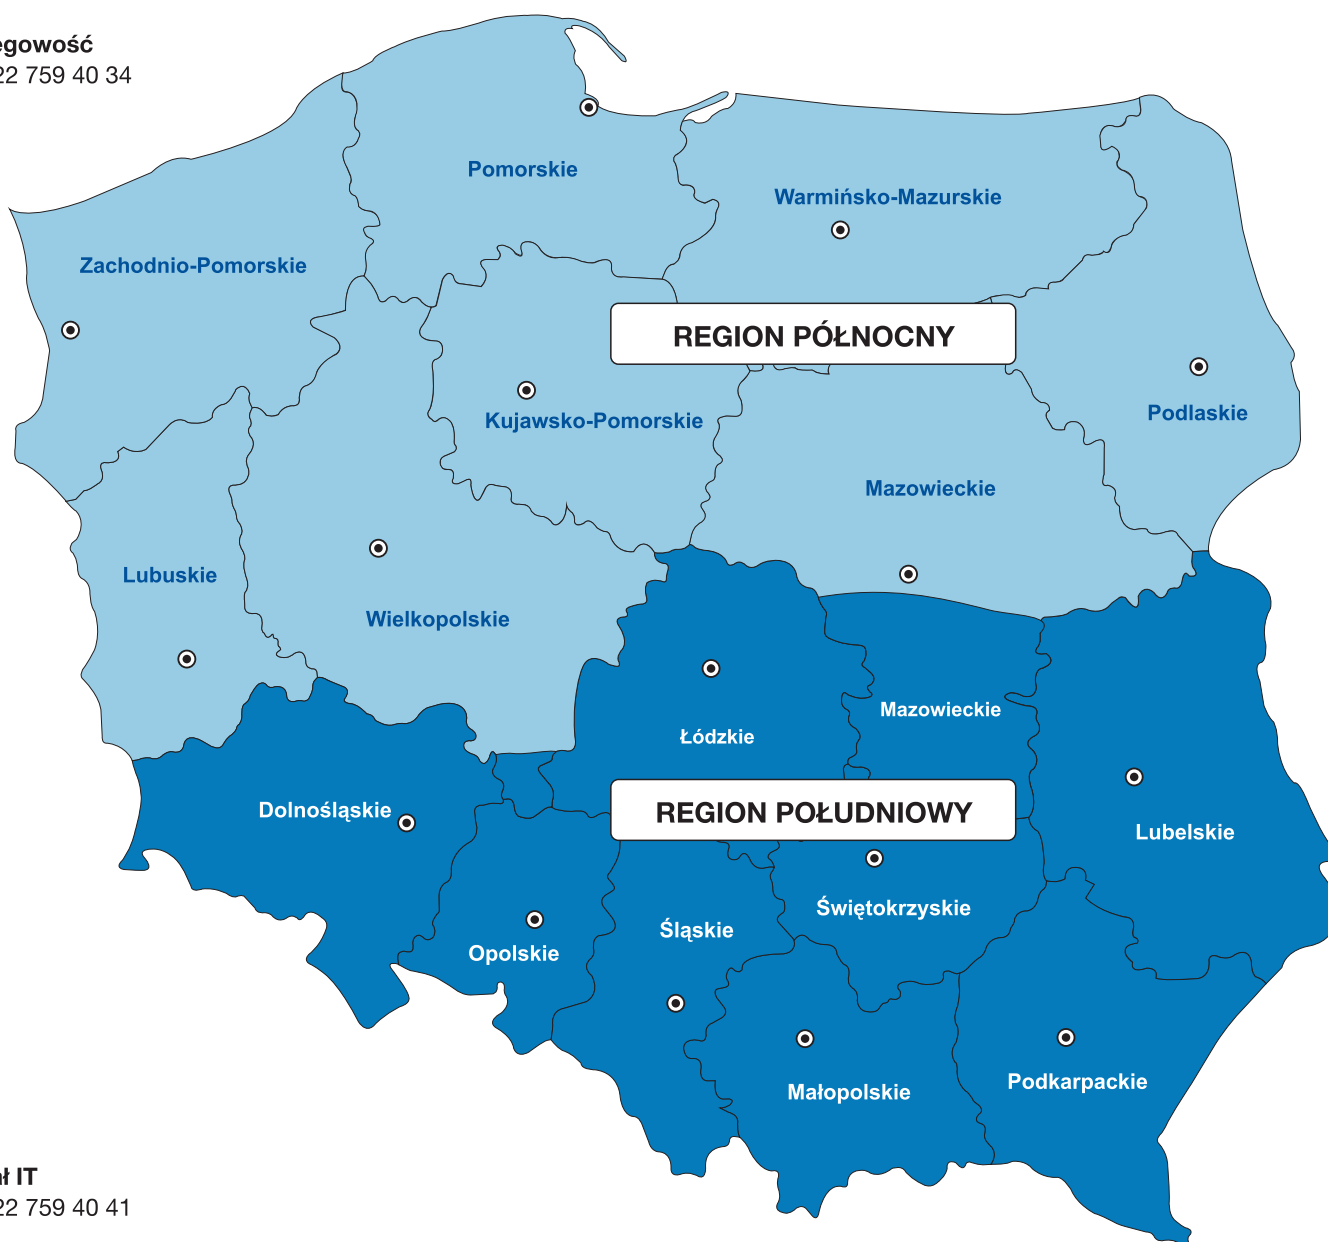 22 759 40 34
Pomorskie
Warmińsko-Mazurskie
Zachodnio-Pomorskie
REGION PÓŁNOCNY
Kujawsko-Pomorskie
Podlaskie
Mazowieckie
Lubuskie
Wielkopolskie
Mazowieckie
Łódzkie
Dolnośląskie
REGION POŁUDNIOWY
Lubelskie
Świętokrzyskie
Śląskie
Opolskie
Podkarpackie
Małopolskie
IT
22 759 40 41